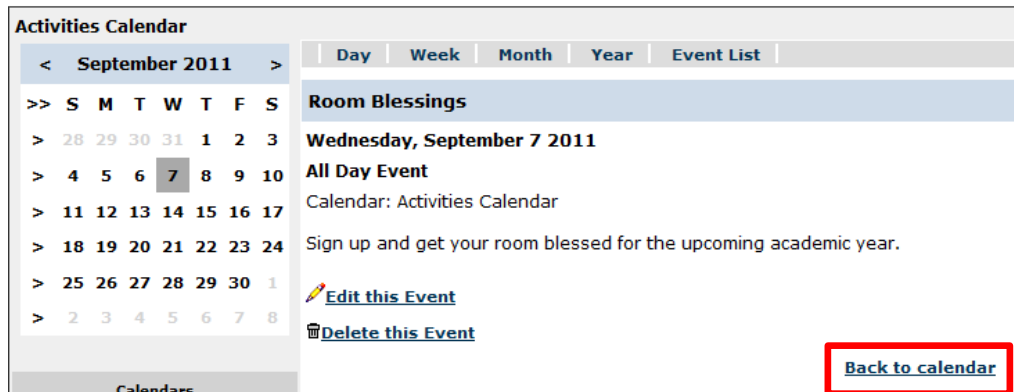 Activities Calendar
< September 2011 >
>> S M T W T F S
> 28 29 30 31 1 2 3
> 4 5 6 7 8 9 10
> 11 12 13 14 15 16 17
> 18 19 20 21 22 23 24
> 25 26 27 28 29 30 1
> 2 3 4 5 6 7 8
Calendars
Day Week Month Year Event List
Room Blessings
Wednesday, September 7 2011
All Day Event
Calendar: Activities Calendar
Sign up and get your room blessed for the upcoming academic year.
Edit this Event
Delete this Event
Back to calendar